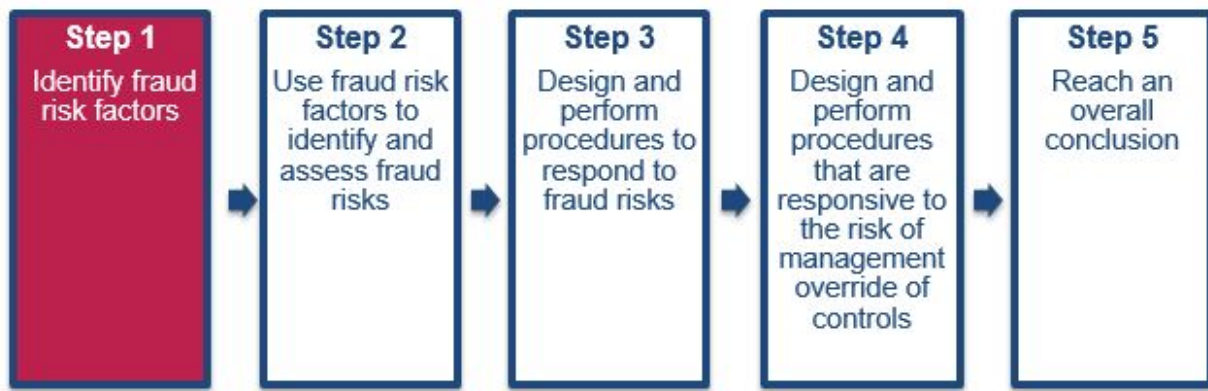 Step 1
Identify fraud
risk factors
Step 2
Use fraud risk
factors to
identify and
assess fraud
risks
Step 3
Design and
perform
procedures to
respond to
fraud risks
Step 4
Design and
perform
procedures
that are
responsive to
the risk of
management
override of
controls
Step 5
Reach an
overall
conclusion